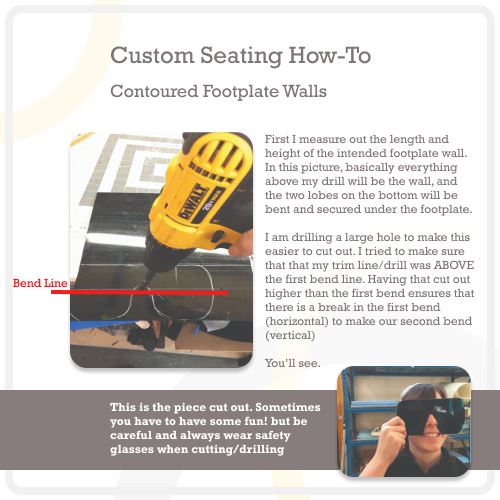 Custom Seating How-To
Contoured Footplate Walls
First I measure out the length and
height of the intended footplate wall.
In this picture, basically everything
above my drill will be the wall, and
the two lobes on the bottom will be
bent and secured under the footplate.
I am drilling a large hole to make this
easier to cut out. I tried to make sure
that that my trim line/drill was ABOVE
the first bend line. Having that cut out
higher than the first bend ensures that
there is a break in the first bend
(horizontal) to make our second bend
(vertical)
You'll see.
DEWALT
20V MAX
Bend Line
This is the piece cut out. Sometimes
you have to have some fun! but be
careful and always wear safety
glasses when cutting/drilling